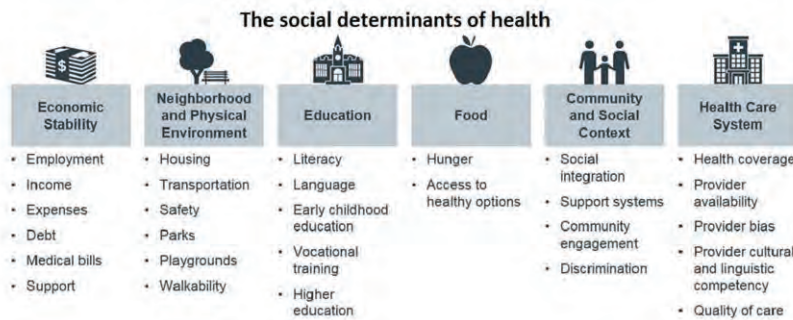 The social determinants of health
$
Economic
Stability
• Employment
• Income
• Expenses
• Debt
• Medical bills
• Support
Neighborhood
and Physical
Environment
• Housing
• Transportation
• Safety
• Parks
• Playgrounds
• Walkability
Education
• Literacy
• Language
• Early childhood
education
• Vocational
training
• Higher
education
Food
• Hunger
• Access to
healthy options
Community
and Social
Context
• Social
integration
• Support systems
• Community
engagement
• Discrimination
Health Care
System
• Health coverage
• Provider
availability
• Provider bias
• Provider cultural
and linguistic
competency
• Quality of care